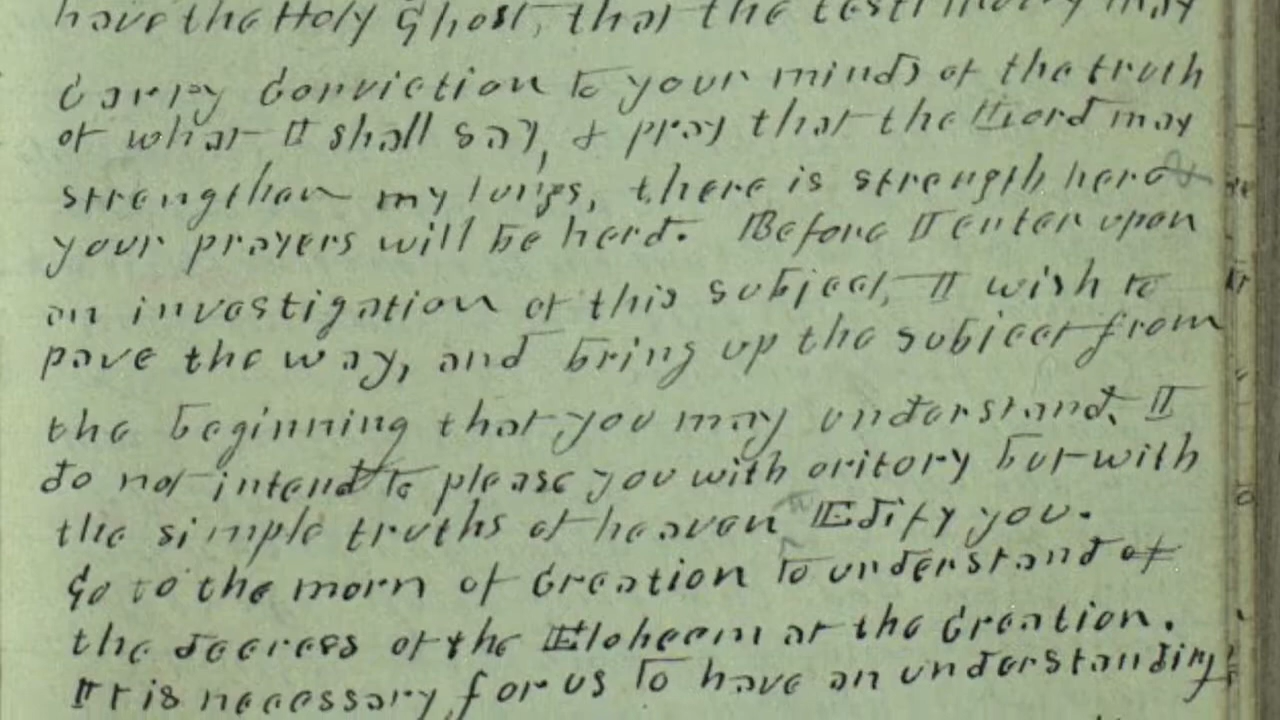 have the Holy Ghost, that the testimony may
Carry Conviction to your minds of the truth
of what I shall say, & pray that the Lord may
strengthen my lungs, there is strength here &
your prayers will be herd. Before I enter upon
an investigation of this subject, I wish to
pave the way, and bring up the subject from
the beginning that you may understand. I
do not intend to please you with oritory but with
the simple truths of heaven Edify you.
Go to the morn of Creation to understand of
the decrees of the Eloheem at the Creation.
It is necessary for us to have an understanding